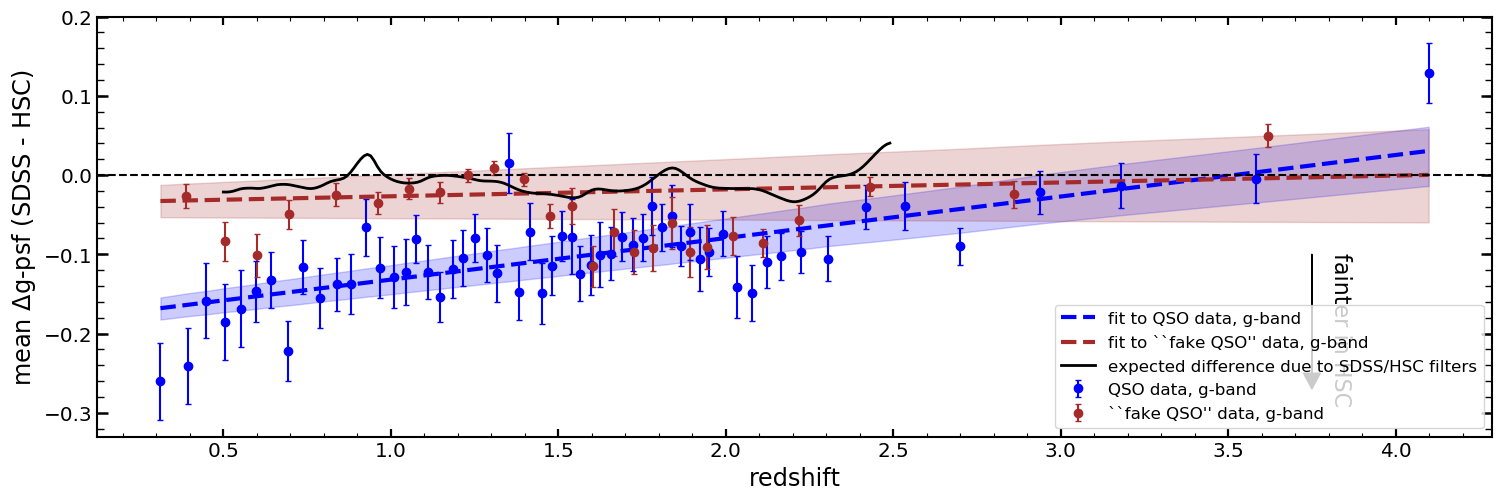 mean Δg-psf (SDSS - HSC)
0.2
0.1
0.0
−0.1
−0.2
−0.3
0.5
1.0
1.5
2.0
2.5
3.0
3.5
4.0
redshift
fainter in HSC
fit to QSO data, g-band
fit to ``fake QSO'' data, g-band
expected difference due to SDSS/HSC filters
QSO data, g-band
``fake QSO'' data, g-band